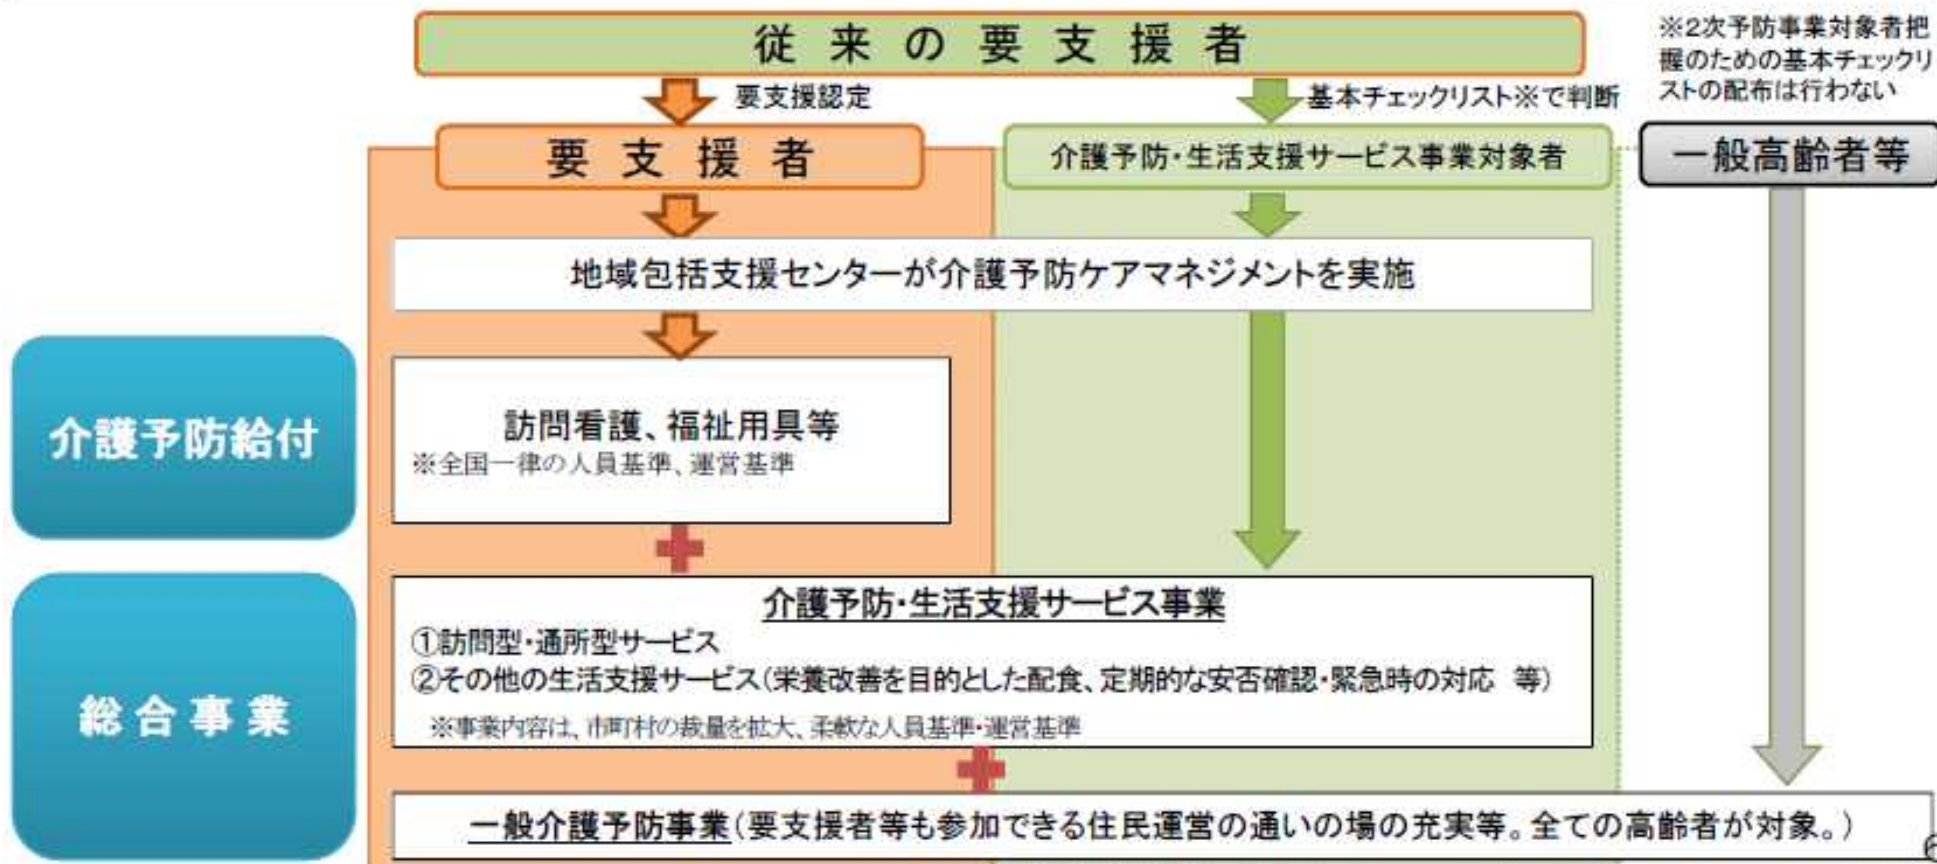 従来の要支援者
※2次予防事業対象者把
握のための基本チェックリ
ストの配布は行わない
要支援認定
基本チェックリスト※で判断
要支援者
介護予防・生活支援サービス事業対象者
一般高齢者等
地域包括支援センターが介護予防ケアマネジメントを実施
介護予防給付
訪問看護、福祉用具等
※全国一律の人員基準、運営基準
総合事業
介護予防・生活支援サービス事業
①訪問型・通所型サービス
②その他の生活支援サービス(栄養改善を目的とした配食、定期的な安否確認・緊急時の対応 等)
※事業内容は、市町村の裁量を拡大、柔軟な人員基準・運営基準
一般介護予防事業(要支援者等も参加できる住民運営の通いの場の充実等。全ての高齢者が対象。)